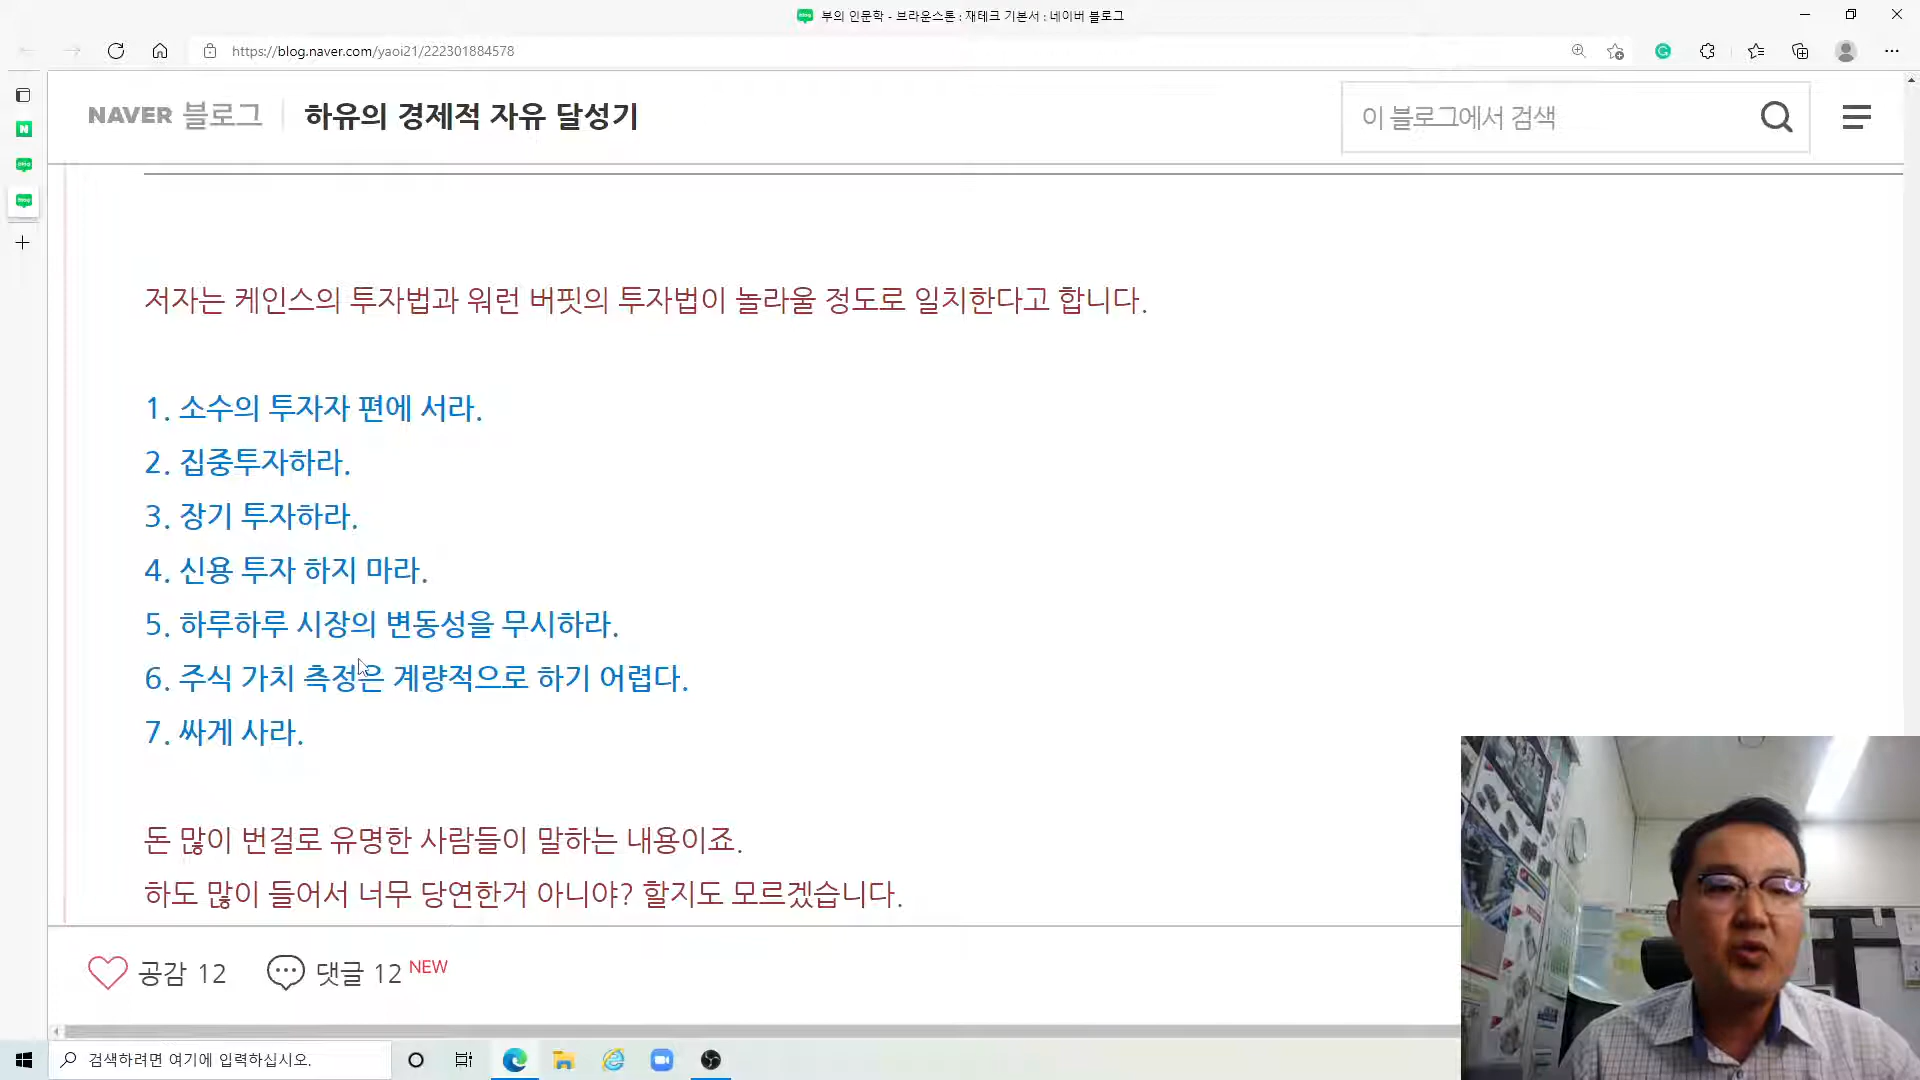 부의 인문학 - 브라운스톤 : 재테크 기본서 : 네이버 블로그
https://blog.naver.com/yaoi21/222301884578
NAVER 블로그 하유의 경제적 자유 달성기
이 블로그에서 검색
저자는 케인스의 투자법과 워런 버핏의 투자법이 놀라울 정도로 일치한다고 합니다.
1. 소수의 투자자 편에 서라.
2. 집중투자하라.
3. 장기 투자하라.
4. 신용 투자 하지 마라.
5. 하루하루 시장의 변동성을 무시하라.
6. 주식 가치 측정은 계량적으로 하기 어렵다.
7. 싸게 사라.
돈 많이 번걸로 유명한 사람들이 말하는 내용이죠.
하도 많이 들어서 너무 당연한거 아니야? 할지도 모르겠습니다.
공감 12 댓글 12 NEW
검색하려면 여기에 입력하십시오.